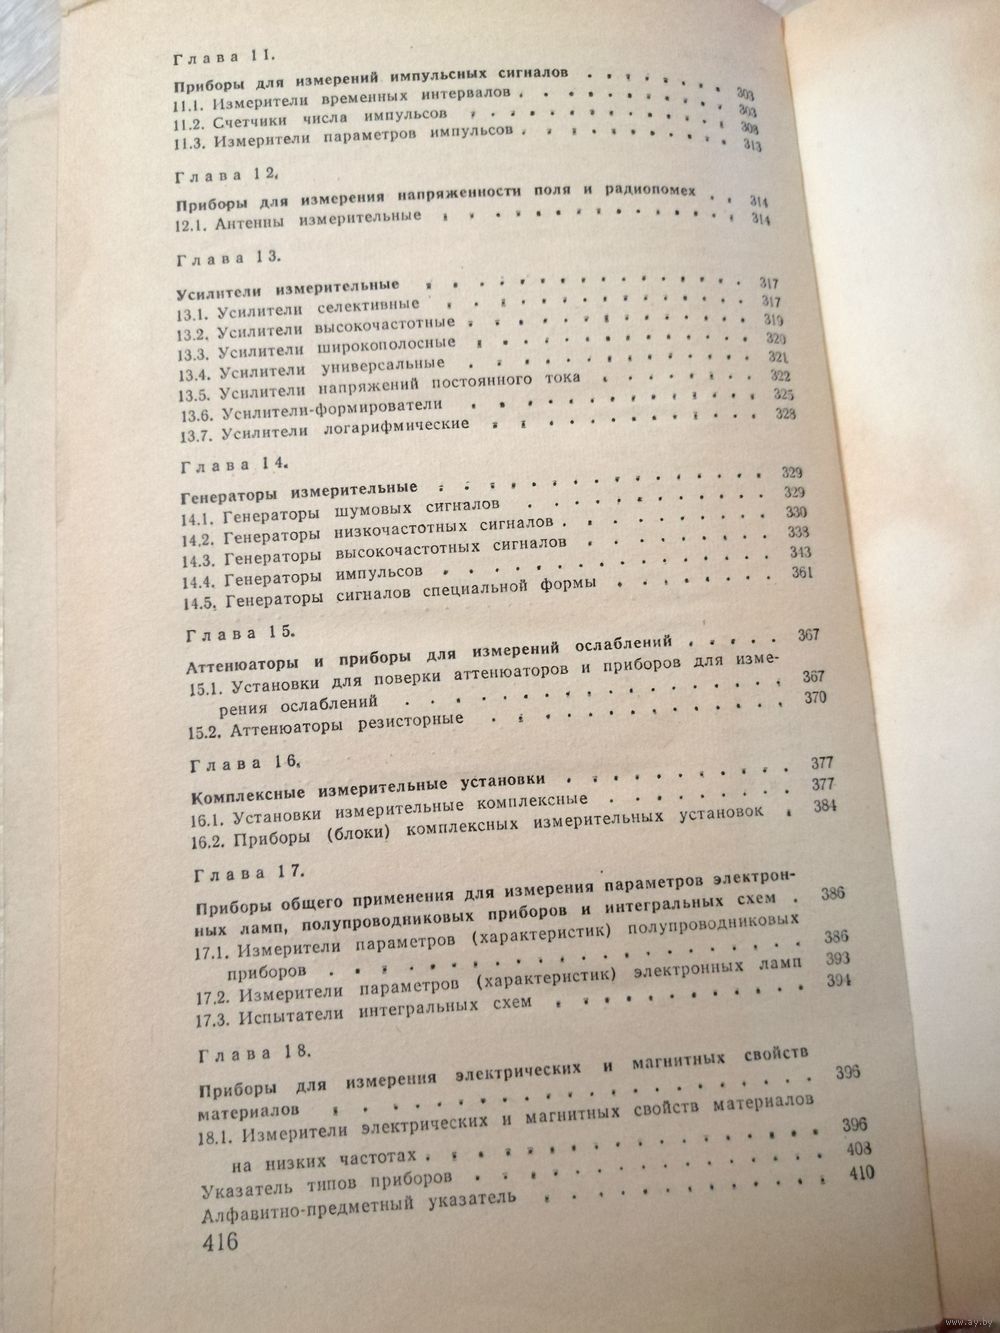 Глава 11.
Приборы для измерений импульсных сигналов . . . . . . . 303
11.1. Измерители временных интервалов . . . . . . . . . 303
11.2. Счетчики числа импульсов . . . . . . . . . . . 308
11.3. Измерители параметров импульсов . . . . . . . . . 313
Глава 12.
Приборы для измерения напряженности поля и радиопомех . . 314
12.1. Антенны измерительные . . . . . . . . . . . . 314
Глава 13.
Усилители измерительные . . . . . . . . . . . . . 317
13.1. Усилители селективные . . . . . . . . . . . . 317
13.2. Усилители высокочастотные . . . . . . . . . . . 319
13.3. Усилители широкополосные . . . . . . . . . . . 320
13.4. Усилители универсальные . . . . . . . . . . . 321
13.5. Усилители напряжений постоянного тока . . . . . . . 322
13.6. Усилители-формирователи . . . . . . . . . . . 325
13.7. Усилители логарифмические . . . . . . . . . . 328
Глава 14.
Генераторы измерительные . . . . . . . . . . . . . 329
14.1. Генераторы шумовых сигналов . . . . . . . . . . 329
14.2. Генераторы низкочастотных сигналов . . . . . . . . 330
14.3. Генераторы высокочастотных сигналов . . . . . . . . 338
14.4. Генераторы импульсов . . . . . . . . . . . . . 343
14.5. Генераторы сигналов специальной формы . . . . . . . 361
Глава 15.
Аттенюаторы и приборы для измерений ослаблений . . . . . 367
15.1. Установки для поверки аттенюаторов и приборов для изме-
рения ослаблений . . . . . . . . . . . . . . . 367
15.2. Аттенюаторы резисторные . . . . . . . . . . . 370
Глава 16.
Комплексные измерительные установки . . . . . . . . . 377
16.1. Установки измерительные комплексные . . . . . . . . 377
16.2. Приборы (блоки) комплексных измерительных установок . 384
Глава 17.
Приборы общего применения для измерения параметров электрон-
ных ламп, полупроводниковых приборов и интегральных схем . 386
17.1. Измерители параметров (характеристик) полупроводниковых
приборов . . . . . . . . . . . . . . . . . . 386
17.2. Измерители параметров (характеристик) электронных ламп 393
17.3. Испытатели интегральных схем . . . . . . . . . . 394
Глава 18.
Приборы для измерения электрических и магнитных свойств
материалов . . . . . . . . . . . . . . . . . 396
18.1. Измерители электрических и магнитных свойств материалов
на низких частотах . . . . . . . . . . . . . . 396
Указатель типов приборов . . . . . . . . . . . . . 403
Алфавитно-предметный указатель . . . . . . . . . . . 410
416
www.ay.by